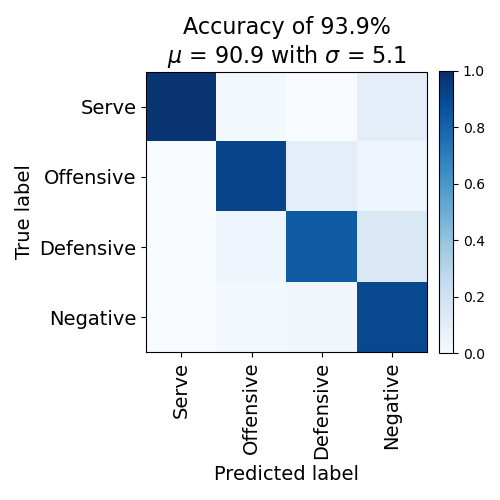 Accuracy of 93.9%
μ = 90.9 with σ = 5.1
True label
Serve
Offensive
Defensive
Negative
Serve
Offensive
Defensive
Negative
Predicted label
1.0
0.8
0.6
0.4
0.2
0.0